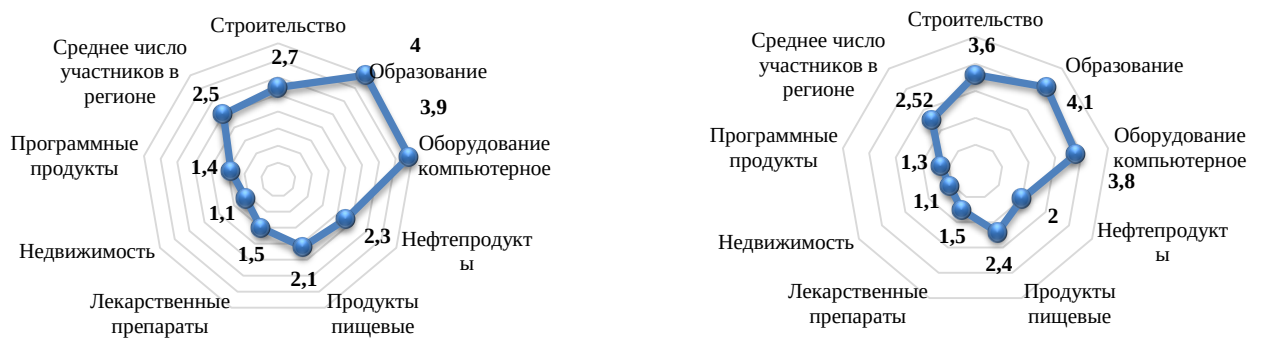 Строительство
2,7
4
Образование
3,9
Оборудование
компьютерное
2,3
Нефтепродукт
ы
2,1
Продукты
пищевые
1,5
Лекарственные
препараты
1,1
Недвижимость
1,4
Программные
продукты
2,5
Среднее число
участников в
регионе
Строительство
3,6
Образование
4,1
Оборудование
компьютерное
3,8
2
Нефтепродукт
ы
2,4
Продукты
пищевые
1,5
Лекарственные
препараты
1,1
Недвижимость
1,3
Программные
продукты
2,52
Среднее число
участников в
регионе